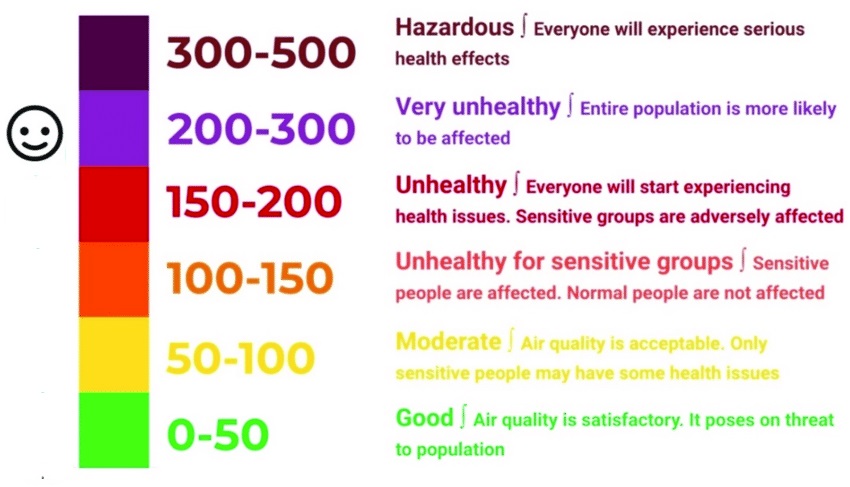 300-500
Hazardous ∫ Everyone will experience serious
health effects
200-300
Very unhealthy ∫ Entire population is more likely
to be affected
150-200
Unhealthy ∫ Everyone will start experiencing
health issues. Sensitive groups are adversely affected
100-150
Unhealthy for sensitive groups ∫ Sensitive
people are affected. Normal people are not affected
50-100
Moderate ∫ Air quality is acceptable. Only
sensitive people may have some health issues
0-50
Good ∫ Air quality is satisfactory. It poses on threat
to population